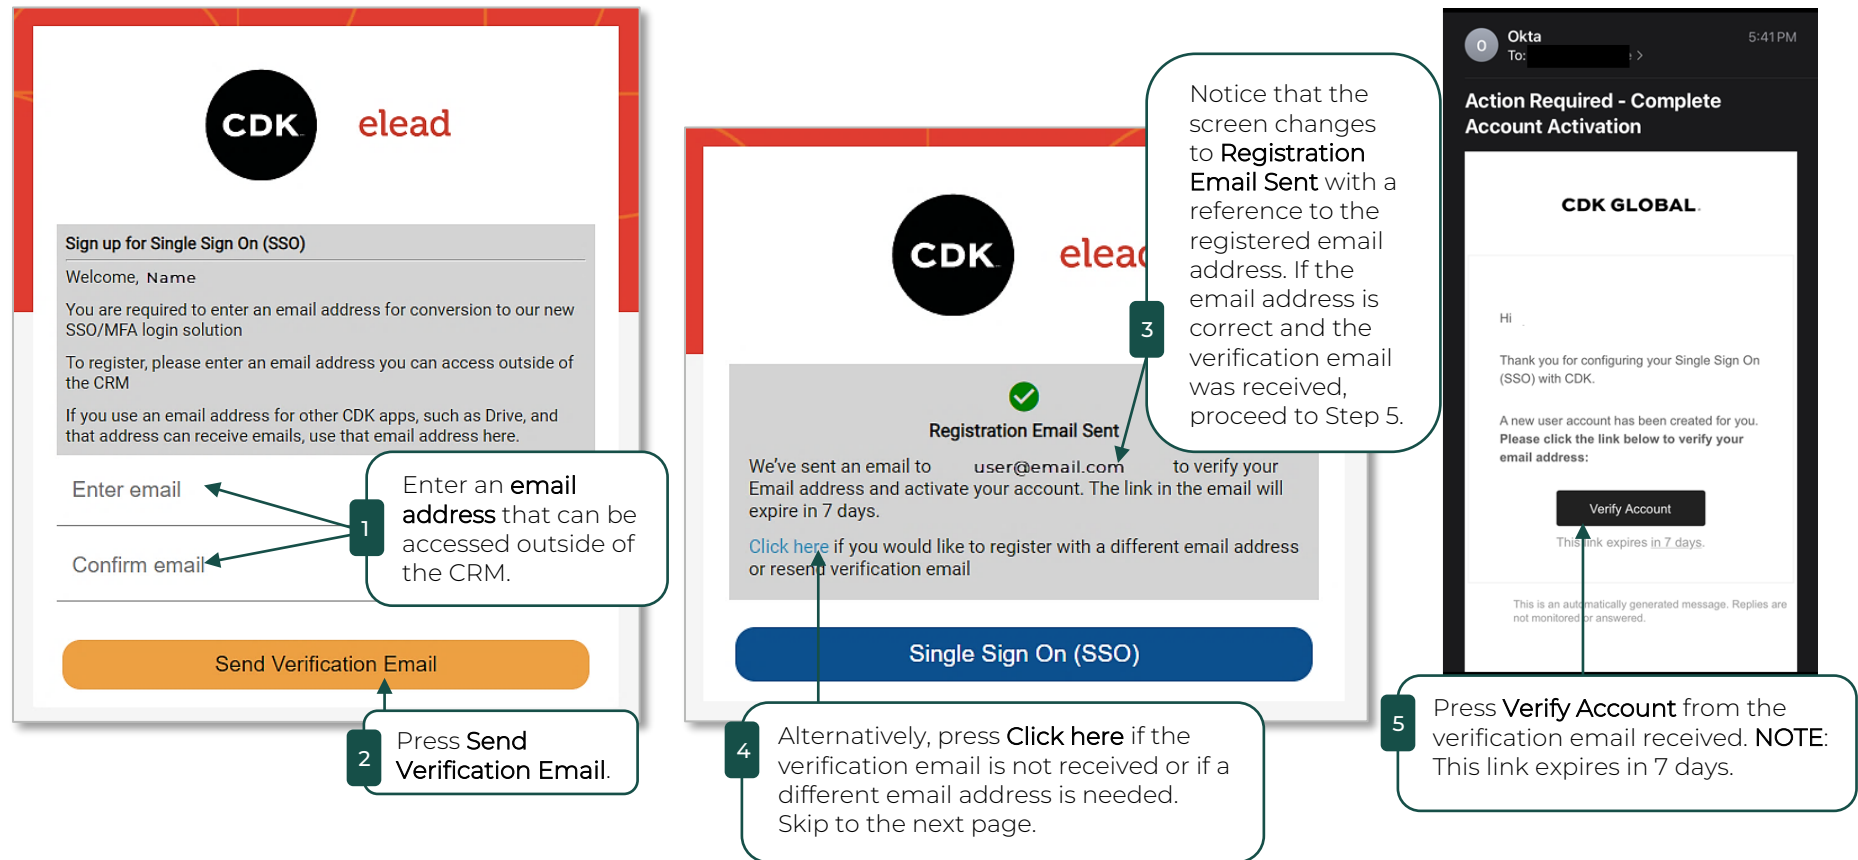 CDK
elead
Sign up for Single Sign On (SSO)
Welcome, Name
You are required to enter an email address for conversion to our new
SSO/MFA login solution
To register, please enter an email address you can access outside of
the CRM
If you use an email address for other CDK apps, such as Drive, and
that address can receive emails, use that email address here.
Enter email
Confirm email
Send Verification Email
1
Enter an email
address that can be
accessed outside of
the CRM.
2
Press Send
Verification Email.
CDK
elead
Registration Email Sent
We've sent an email to user@email.com to verify your
Email address and activate your account. The link in the email will
expire in 7 days.
Click here if you would like to register with a different email address
or resend verification email
Single Sign On (SSO)
3
Notice that the
screen changes
to Registration
Email Sent with a
reference to the
registered email
address. If the
email address is
correct and the
verification email
was received,
proceed to Step 5.
4
Alternatively, press Click here if the
verification email is not received or if a
different email address is needed.
Skip to the next page.
O
Okta
5:41 PM
To:
Action Required - Complete
Account Activation
CDK GLOBAL.
Hi
Thank you for configuring your Single Sign On
(SSO) with CDK.
A new user account has been created for you.
Please click the link below to verify your
email address:
Verify Account
This link expires in 7 days.
This is an automatically generated message. Replies are
not monitored or answered.
5
Press Verify Account from the
verification email received. NOTE:
This link expires in 7 days.